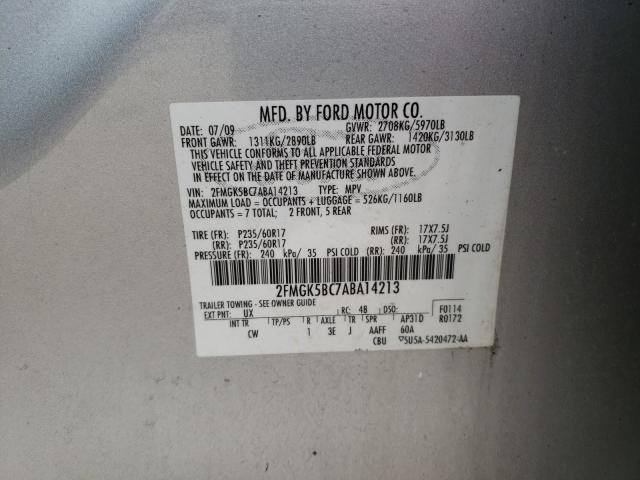 MFD. BY FORD MOTOR CO.
DATE: 07/09 GVWR: 2708KG/5970LB
FRONT GAWR: 1311KG/2890LB REAR GAWR: 1420KG/3130LB
THIS VEHICLE CONFORMS TO ALL APPLICABLE FEDERAL MOTOR
VEHICLE SAFETY AND THEFT PREVENTION STANDARDS
IN EFFECT ON THE DATE OF MANUFACTURE SHOWN ABOVE.
VIN: 2FMGK5BC7ABA14213 TYPE: MPV
MAXIMUM LOAD = OCCUPANTS + LUGGAGE = 526KG/1160LB
OCCUPANTS = 7 TOTAL; 2 FRONT, 5 REAR
TIRE (FR): P235/60R17 RIMS (FR): 17X7.5J
(RR): P235/60R17 (RR): 17X7.5J
PRESSURE (FR): 240 kPa/ 35 PSI COLD (RR): 240 kPa/ 35 PSI COLD
2FMGK5BC7ABA14213
TRAILER TOWING - SEE OWNER GUIDE
EXT PNT: UX RC: 48 DSO: F0114
INT TR TP/PS R AXLE TR SPR AP31D R0172
CW 1 3E J AAFF 60A
CBU ▽5U5A-5420472-AA